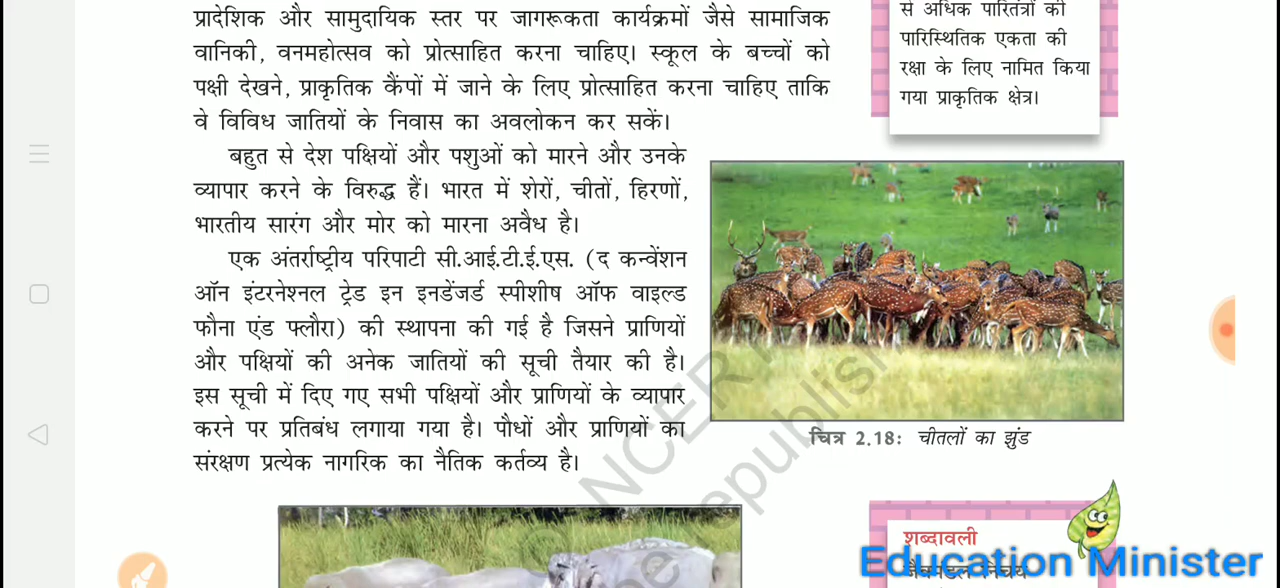 प्रादेशिक और सामुदायिक स्तर पर जागरूकता कार्यक्रमों जैसे सामाजिक
वानिकी, वनमहोत्सव को प्रोत्साहित करना चाहिए। स्कूल के बच्चों को
पक्षी देखने, प्राकृतिक कैंपों में जाने के लिए प्रोत्साहित करना चाहिए ताकि
वे विविध जातियों के निवास का अवलोकन कर सकें।
बहुत से देश पक्षियों और पशुओं को मारने और उनके
व्यापार करने के विरुद्ध हैं। भारत में शेरों, चीतों, हिरणों,
भारतीय सारंग और मोर को मारना अवैध है।
एक अंतर्राष्ट्रीय परिपाटी सी.आई.टी.ई.एस. (द कन्वेंशन
ऑन इंटरनेश्नल ट्रेड इन इनडेंजर्ड स्पीशीष ऑफ वाइल्ड
फौना एंड फ्लौरा) की स्थापना की गई है जिसने प्राणियों
और पक्षियों की अनेक जातियों की सूची तैयार की है।
इस सूची में दिए गए सभी पक्षियों और प्राणियों के व्यापार
करने पर प्रतिबंध लगाया गया है। पौधों और प्राणियों का
संरक्षण प्रत्येक नागरिक का नैतिक कर्तव्य है।
से अधिक पारितंत्रों की
पारिस्थितिक एकता की
रक्षा के लिए नामित किया
गया प्राकृतिक क्षेत्र।
चित्र 2.18: चीतलों का झुंड
NCERT
republish
शब्दावली
Education Minister